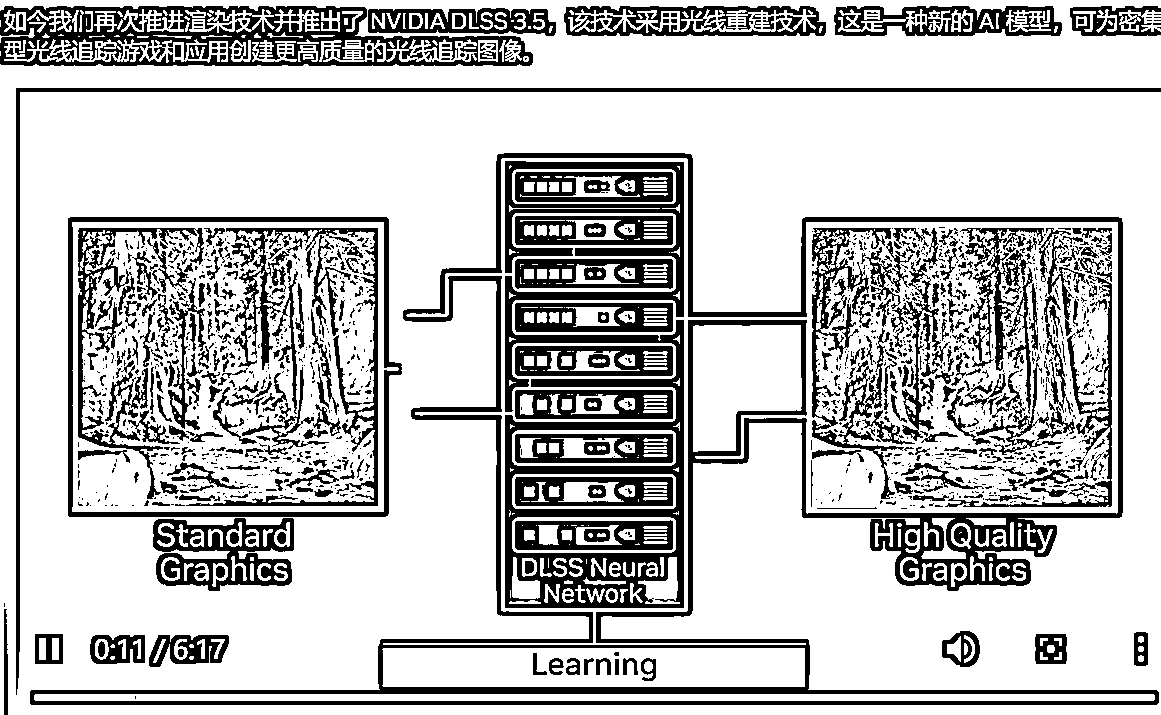 如今我们再次推进渲染技术并推出了 NVIDIA DLSS 3.5，该技术采用光线重建技术，这是一种新的 AI 模型，可为密集
型光线追踪游戏和应用创建更高质量的光线追踪图像。
Standard
Graphics
DLSS Neural
Network
High Quality
Graphics
0:11 / 6:17
Learning